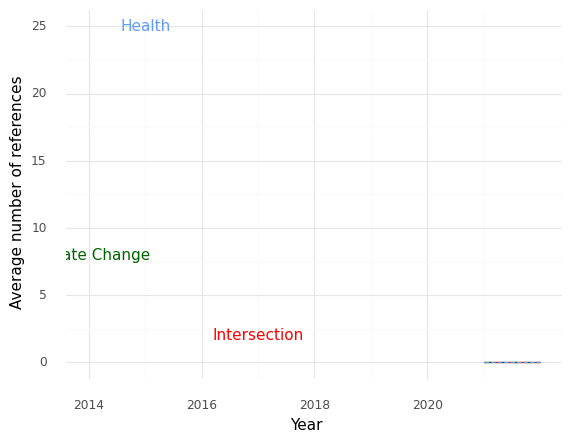 25
Health
20
15
10
ate Change
5
Intersection
0
2014 2016 2018 2020
Year
Average number of references